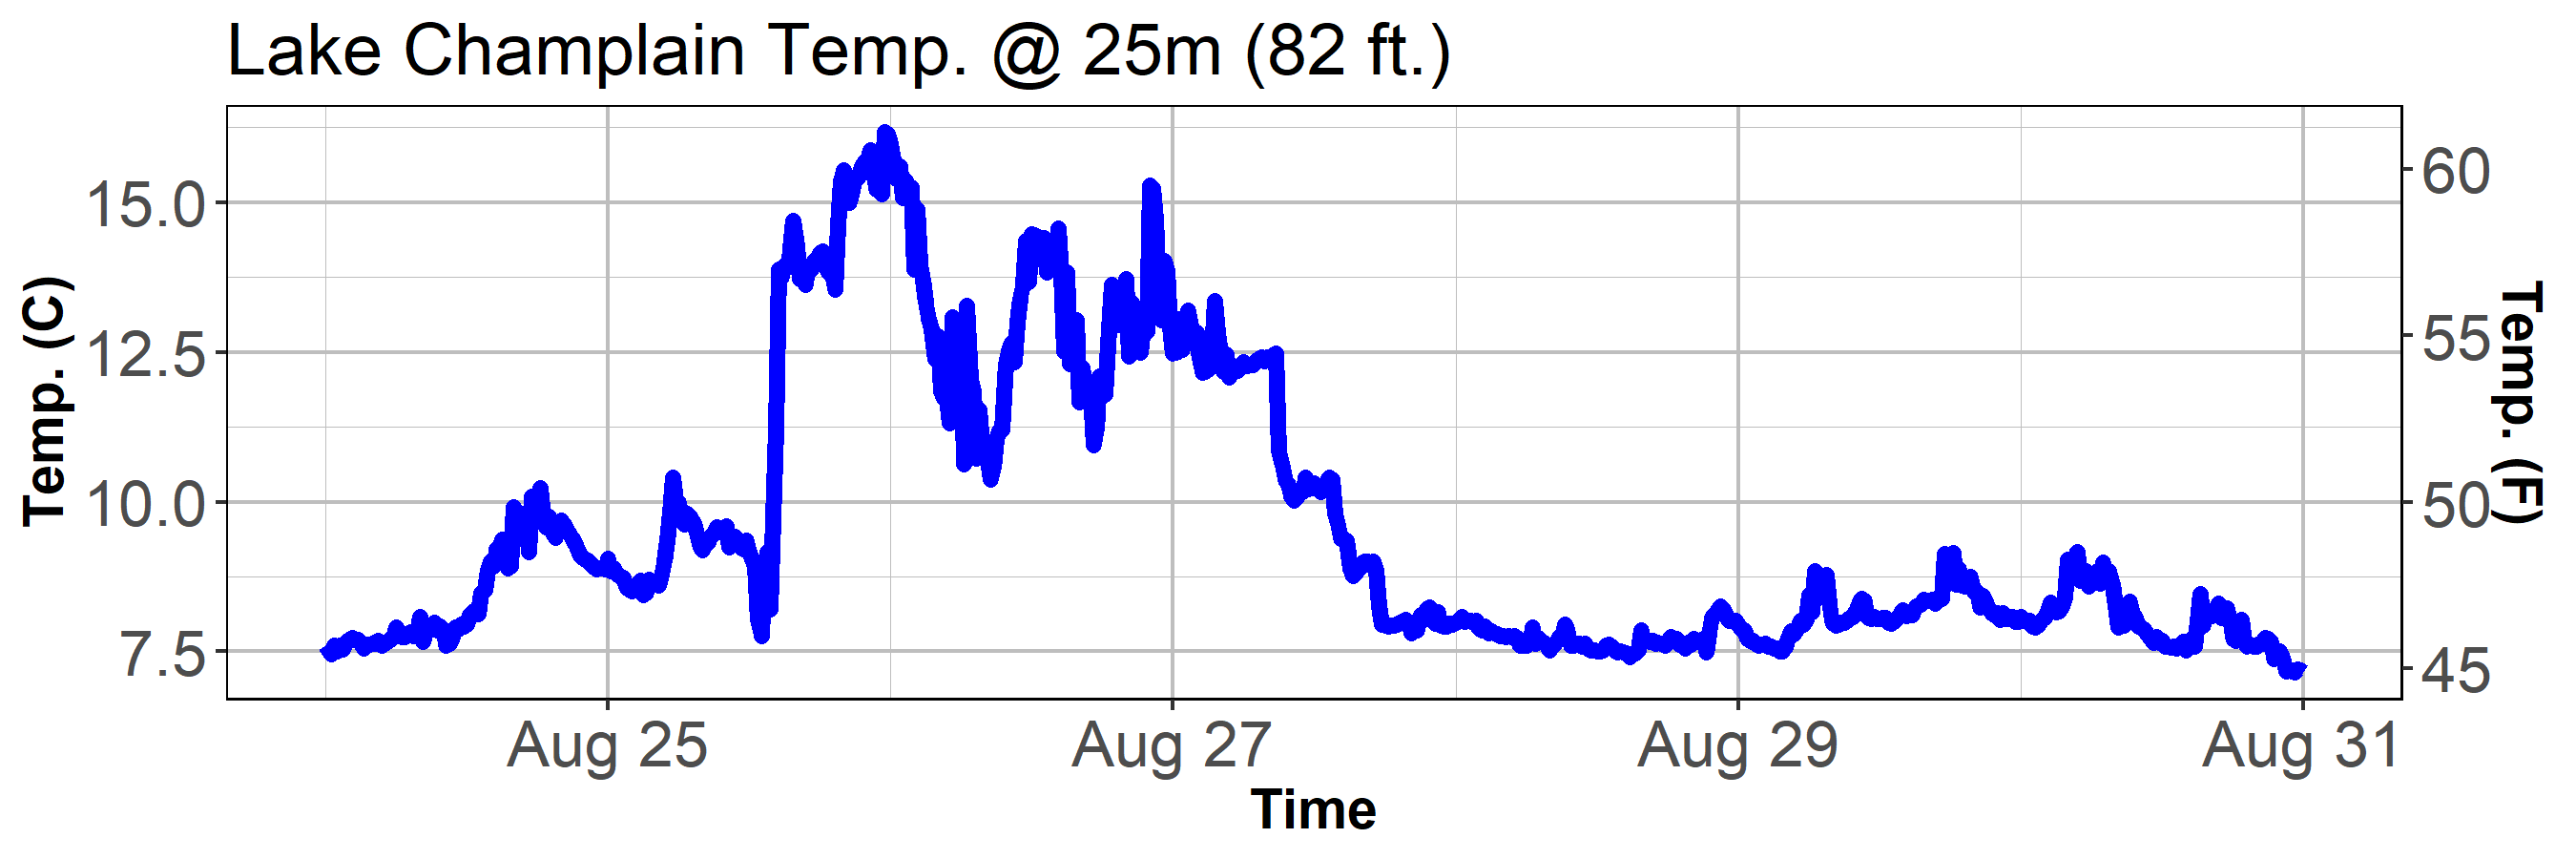 Lake Champlain Temp. @ 25m (82 ft.)
Temp. (C)
15.0
12.5
10.0
7.5
60
55
50
45
Temp. (F)
Aug 25
Aug 27
Aug 29
Aug 31
Time